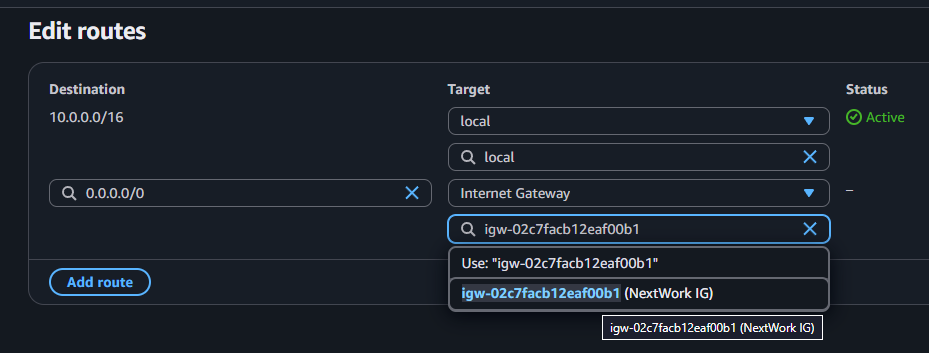 Edit routes
Destination Target Status
10.0.0.0/16 local Active
local
0.0.0.0/0 Internet Gateway –
igw-02c7facb12eaf00b1
Use: "igw-02c7facb12eaf00b1"
Add route igw-02c7facb12eaf00b1 (NextWork IG)
igw-02c7facb12eaf00b1 (NextWork IG)